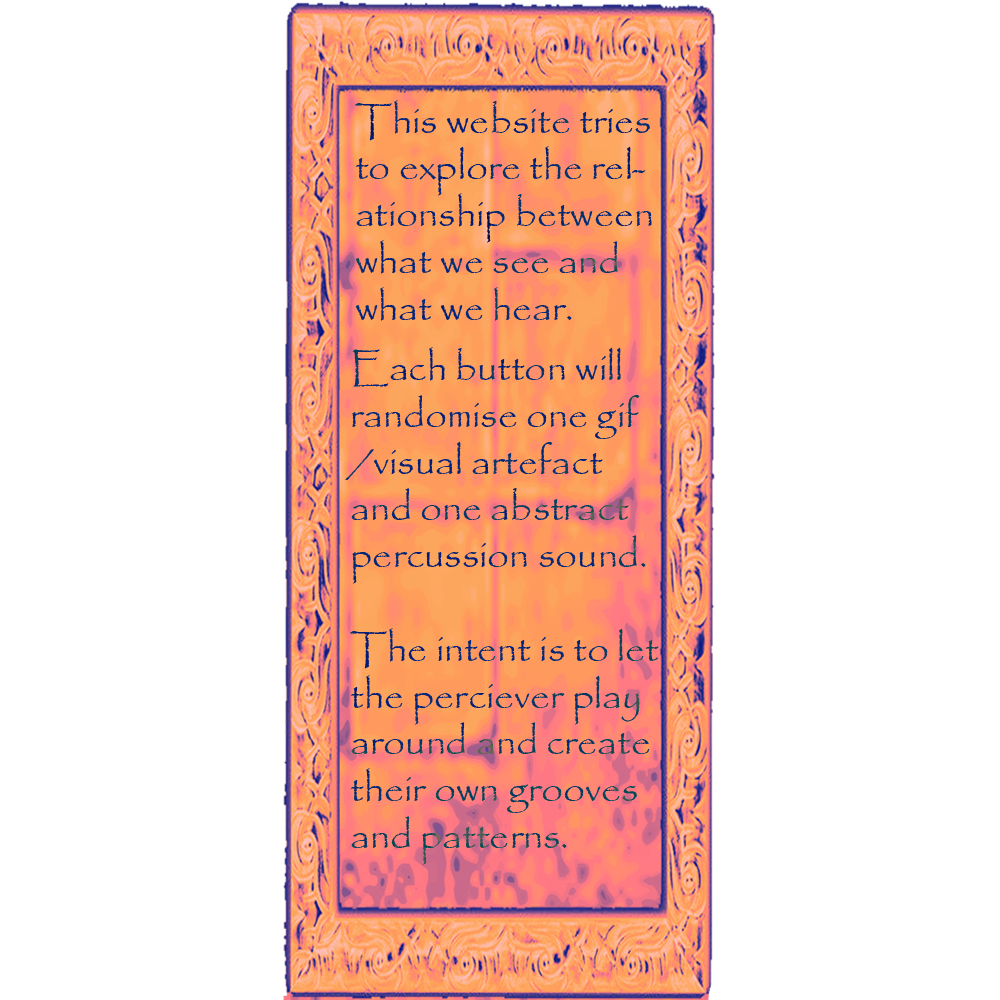 This website tries
to explore the rel-
ationship between
what we see and
what we hear.
Each button will
randomise one gif
/visual artefact
and one abstract
percussion sound.
The intent is to let
the perciever play
around and create
their own grooves
and patterns.